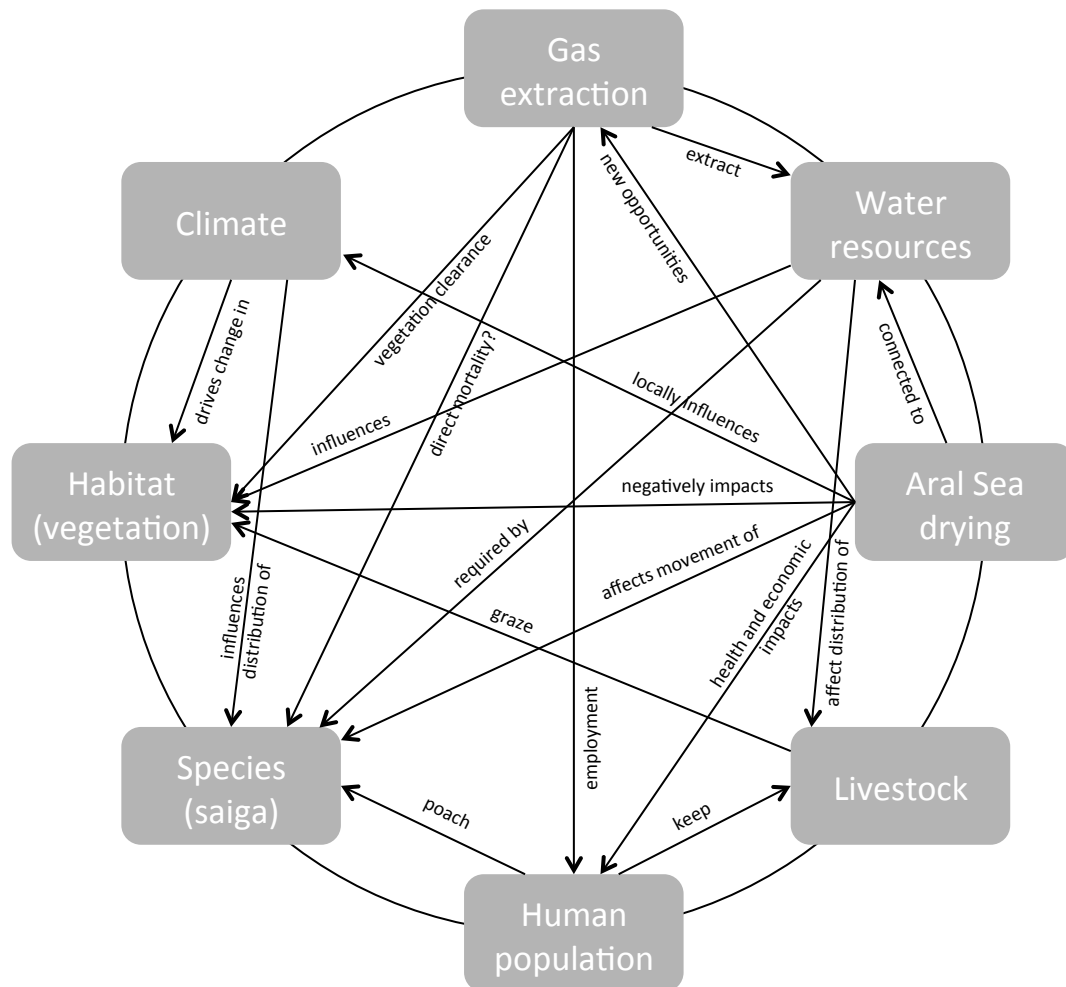 Gas
extraction
extract
new opportunities
Climate
Water
resources
vegetation clearance
direct mortality?
drives change in
locally Influences
connected to
influences
Habitat
(vegetation)
negatively impacts
Aral Sea
drying
required by
affects movement of
health and economic
impacts
affect distribution of
influences
distribution of
graze
employment
Species
(saiga)
Livestock
poach
keep
Human
population